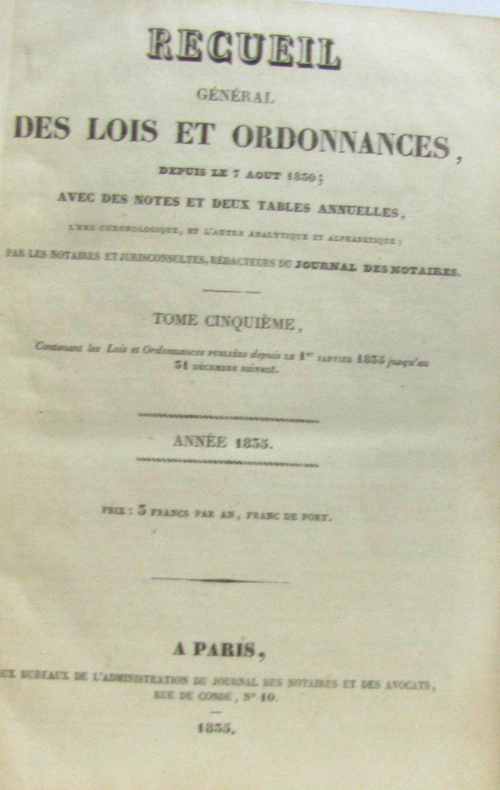 RECUEIL
GÉNÉRAL
DES LOIS ET ORDONNANCES,
DEPUIS LE 7 AOUT 1830;
AVEC DES NOTES ET DEUX TABLES ANNUELLES,
L'UNE CHRONOLOGIQUE, ET L'AUTRE ANALYTIQUE ET ALPHABÉTIQUE;
PAR LES NOTAIRES ET JURISCONSULTES, RÉDACTEURS DU JOURNAL DES NOTAIRES.
TOME CINQUIÈME,
Contenant les Lois et Ordonnances PUBLIÉES depuis LE 1er JANVIER 1835 jusqu'au
31 DÉCEMBRE suivant.
ANNÉE 1835.
PRIX: 3 FRANCS PAR AN, FRANC DE PORT.
A PARIS,
UX BUREAUX DE L'ADMINISTRATION DU JOURNAL DES NOTAIRES ET DES AVOCATS,
RUE DE CONDÉ, N° 10.
1835.